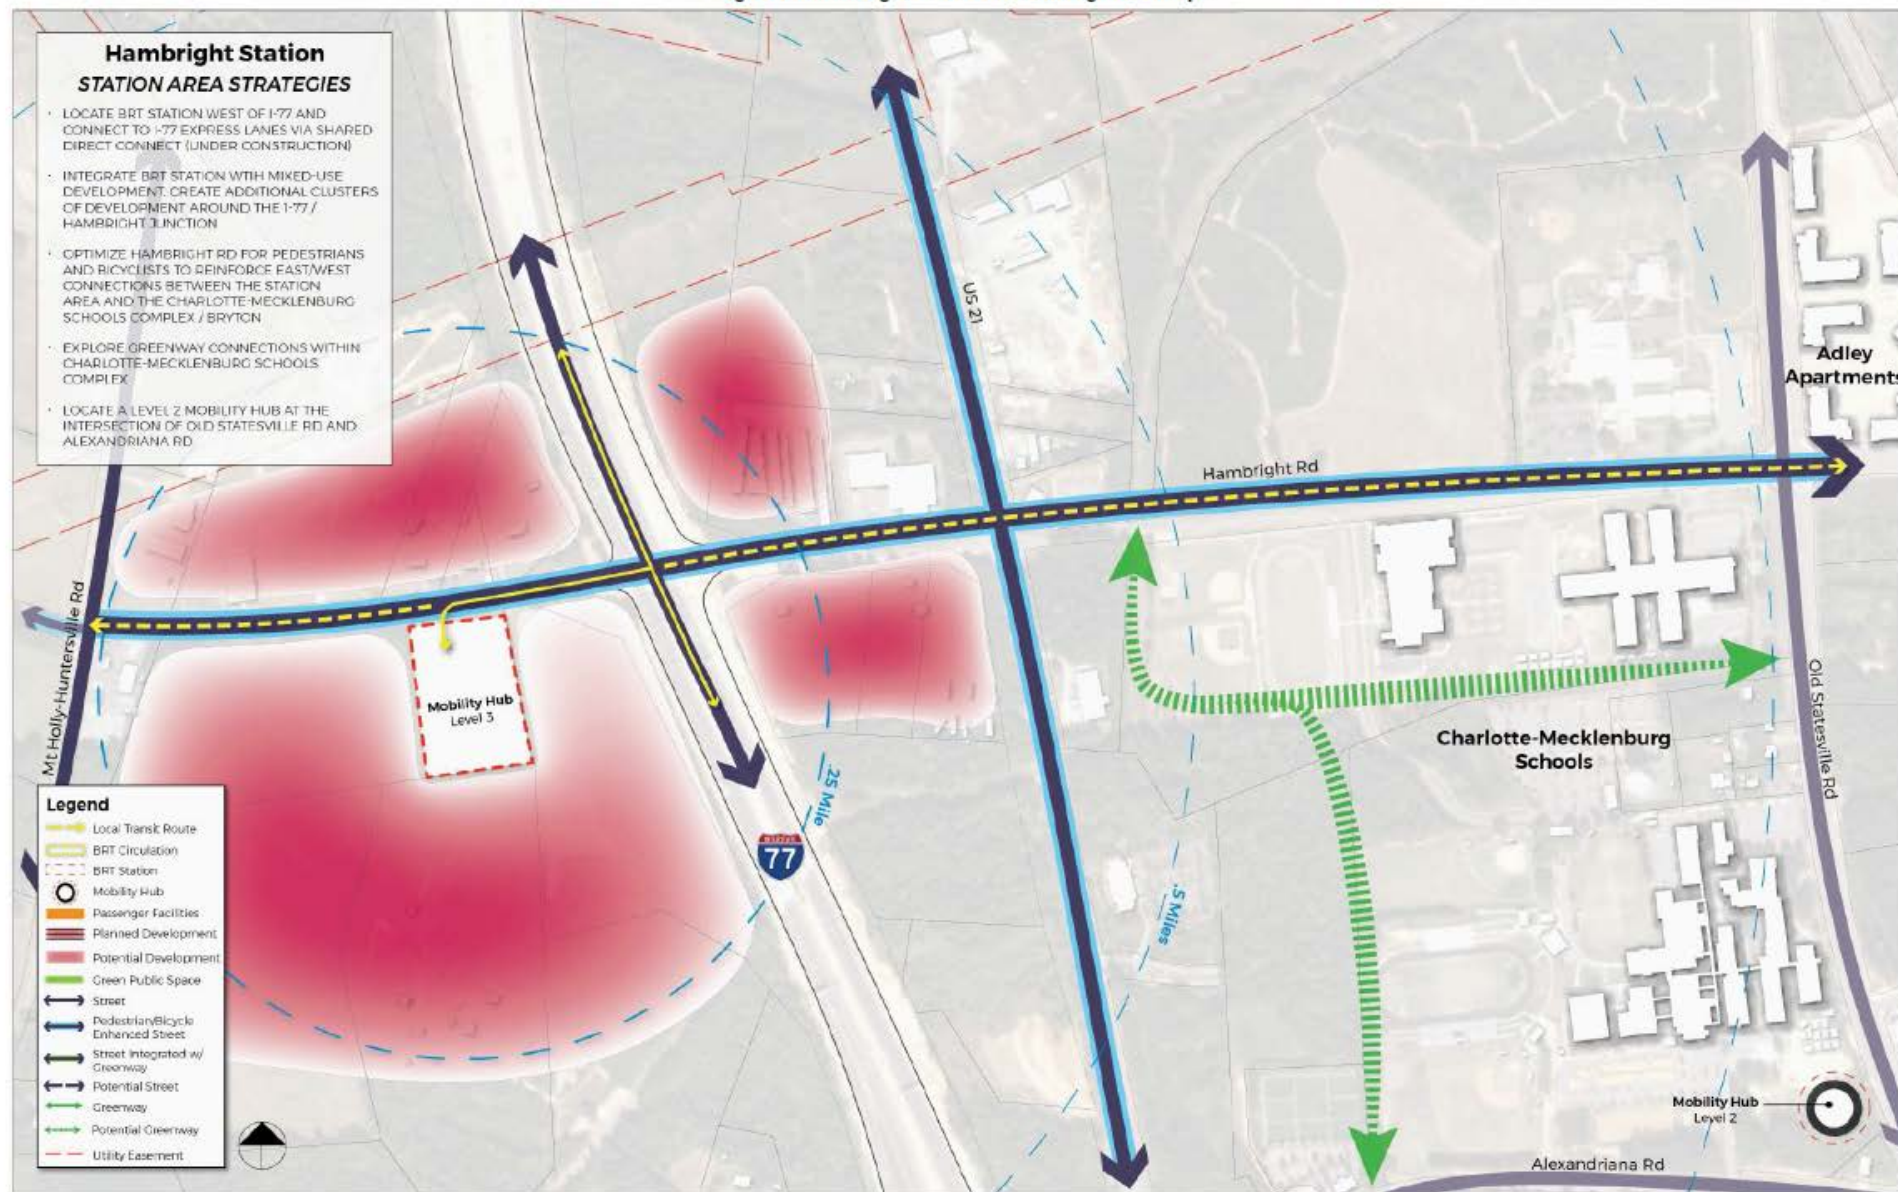 Hambright Station
STATION AREA STRATEGIES
· LOCATE BRT STATION WEST OF I-77 AND
CONNECT TO I-77 EXPRESS LANES VIA SHARED
DIRECT CONNECT (UNDER CONSTRUCTION)
· INTEGRATE BRT STATION WTIH MIXED-USE
DEVELOPMENT. CREATE ADDITIONAL CLUSTERS
OF DEVELOPMENT AROUND THE I-77 /
HAMBRIGHT JUNCTION
· OPTIMIZE HAMBRIGHT RD FOR PEDESTRIANS
AND BICYCLISTS TO REINFORCE EAST/WEST
CONNECTIONS BETWEEN THE STATION
AREA AND THE CHARLOTTE-MECKLENBURG
SCHOOLS COMPLEX / BRYTON
· EXPLORE GREENWAY CONNECTIONS WITHIN
CHARLOTTE-MECKLENBURG SCHOOLS
COMPLEX
· LOCATE A LEVEL 2 MOBILITY HUB AT THE
INTERSECTION OF OLD STATESVILLE RD AND
ALEXANDRIANA RD
US 21
Adley
Apartments
Hambright Rd
Mt Holly-Huntersville Rd
Mobility Hub
Level 3
Old Statesville Rd
Charlotte-Mecklenburg
Schools
.25 Mile
77
.5 Miles
Legend
Local Transit Route
BRT Circulation
BRT Station
Mobility Hub
Passenger Facilities
Planned Development
Potential Development
Green Public Space
Street
Pedestrian/Bicycle
Enhanced Street
Street Integrated w/
Greenway
Potential Street
Greenway
Potential Greenway
Utility Easement
Mobility Hub
Level 2
Alexandriana Rd